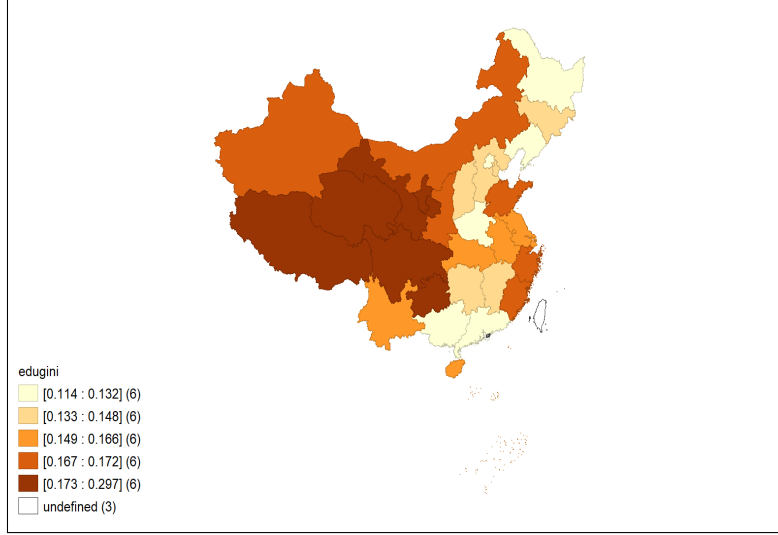 edugini
[0.114 : 0.132] (6)
[0.133 : 0.148] (6)
[0.149 : 0.166] (6)
[0.167 : 0.172] (6)
[0.173 : 0.297] (6)
undefined (3)